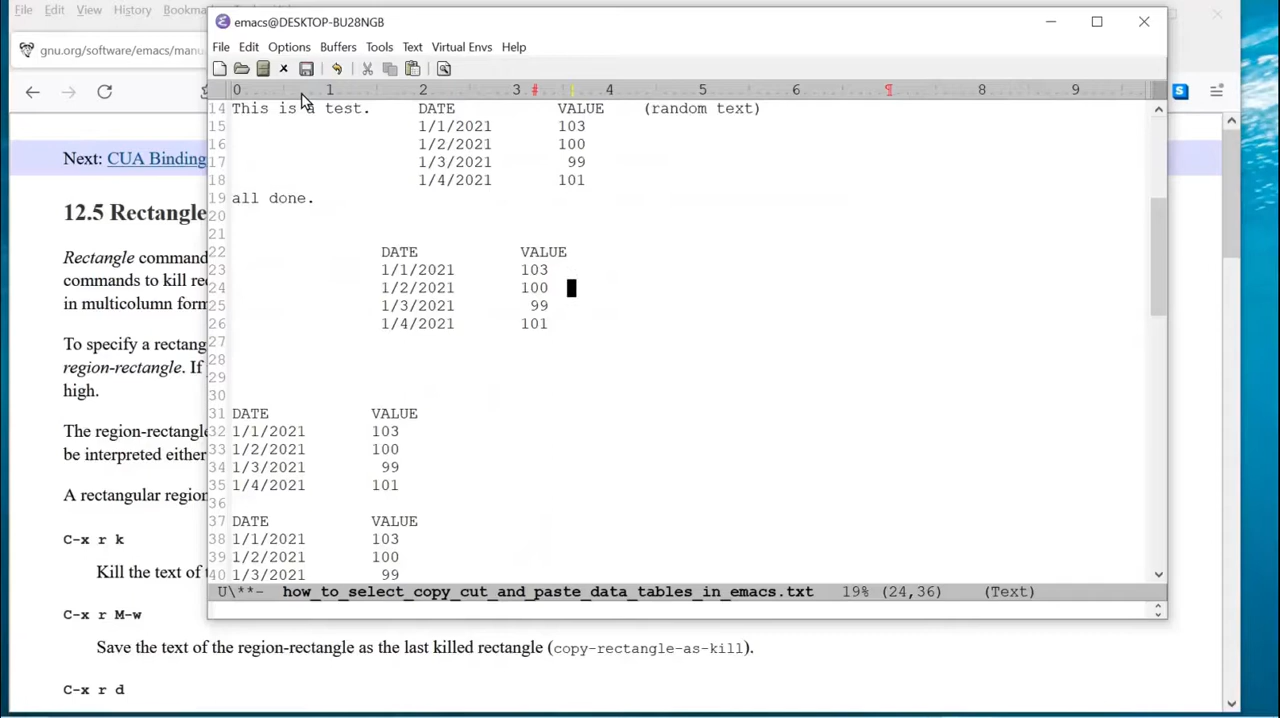 File Edit View History Bookma
emacs@DESKTOP-BU28NGB
gnu.org/software/emacs/manu
File Edit Options Buffers Tools Text Virtual Envs Help
0 1 2 3 # 4 5 6 ¶ 7 8 9
14 This is a test. DATE VALUE (random text)
15 1/1/2021 103
16 1/2/2021 100
17 1/3/2021 99
18 1/4/2021 101
19 all done.
20
21
22 DATE VALUE
23 1/1/2021 103
24 1/2/2021 100
25 1/3/2021 99
26 1/4/2021 101
27
28
29
30
31 DATE VALUE
32 1/1/2021 103
33 1/2/2021 100
34 1/3/2021 99
35 1/4/2021 101
36
37 DATE VALUE
38 1/1/2021 103
39 1/2/2021 100
40 1/3/2021 99
U\**- how_to_select_copy_cut_and_paste_data_tables_in_emacs.txt 19% (24,36) (Text)
S
Next: CUA Binding
12.5 Rectangle
Rectangle command
commands to kill rec
in multicolumn form
To specify a rectang
region-rectangle. If
high.
The region-rectangle
be interpreted either
A rectangular region
C-x r k
Kill the text of t
C-x r M-w
Save the text of the region-rectangle as the last killed rectangle (copy-rectangle-as-kill).
C-x r d